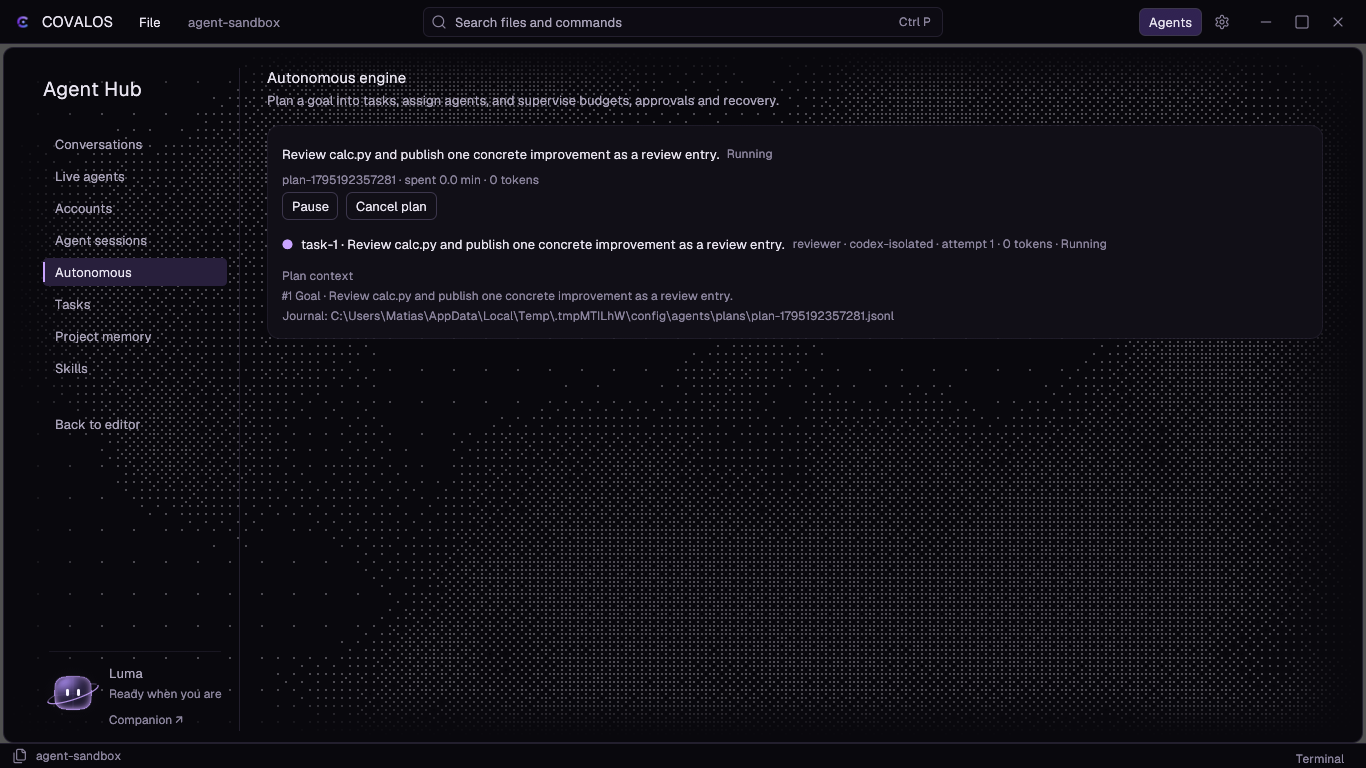 COVALOS File agent-sandbox Search files and commands Ctrl P Agents
Agent Hub
Conversations
Live agents
Accounts
Agent sessions
Autonomous
Tasks
Project memory
Skills
Back to editor
Autonomous engine
Plan a goal into tasks, assign agents, and supervise budgets, approvals and recovery.
Review calc.py and publish one concrete improvement as a review entry. Running
plan-1795192357281 · spent 0.0 min · 0 tokens
Pause Cancel plan
task-1 · Review calc.py and publish one concrete improvement as a review entry. reviewer · codex-isolated · attempt 1 · 0 tokens · Running
Plan context
#1 Goal · Review calc.py and publish one concrete improvement as a review entry.
Journal: C:\Users\Matias\AppData\Local\Temp\.tmpMTILhW\config\agents\plans\plan-1795192357281.jsonl
Luma
Ready when you are
Companion ↗
agent-sandbox Terminal